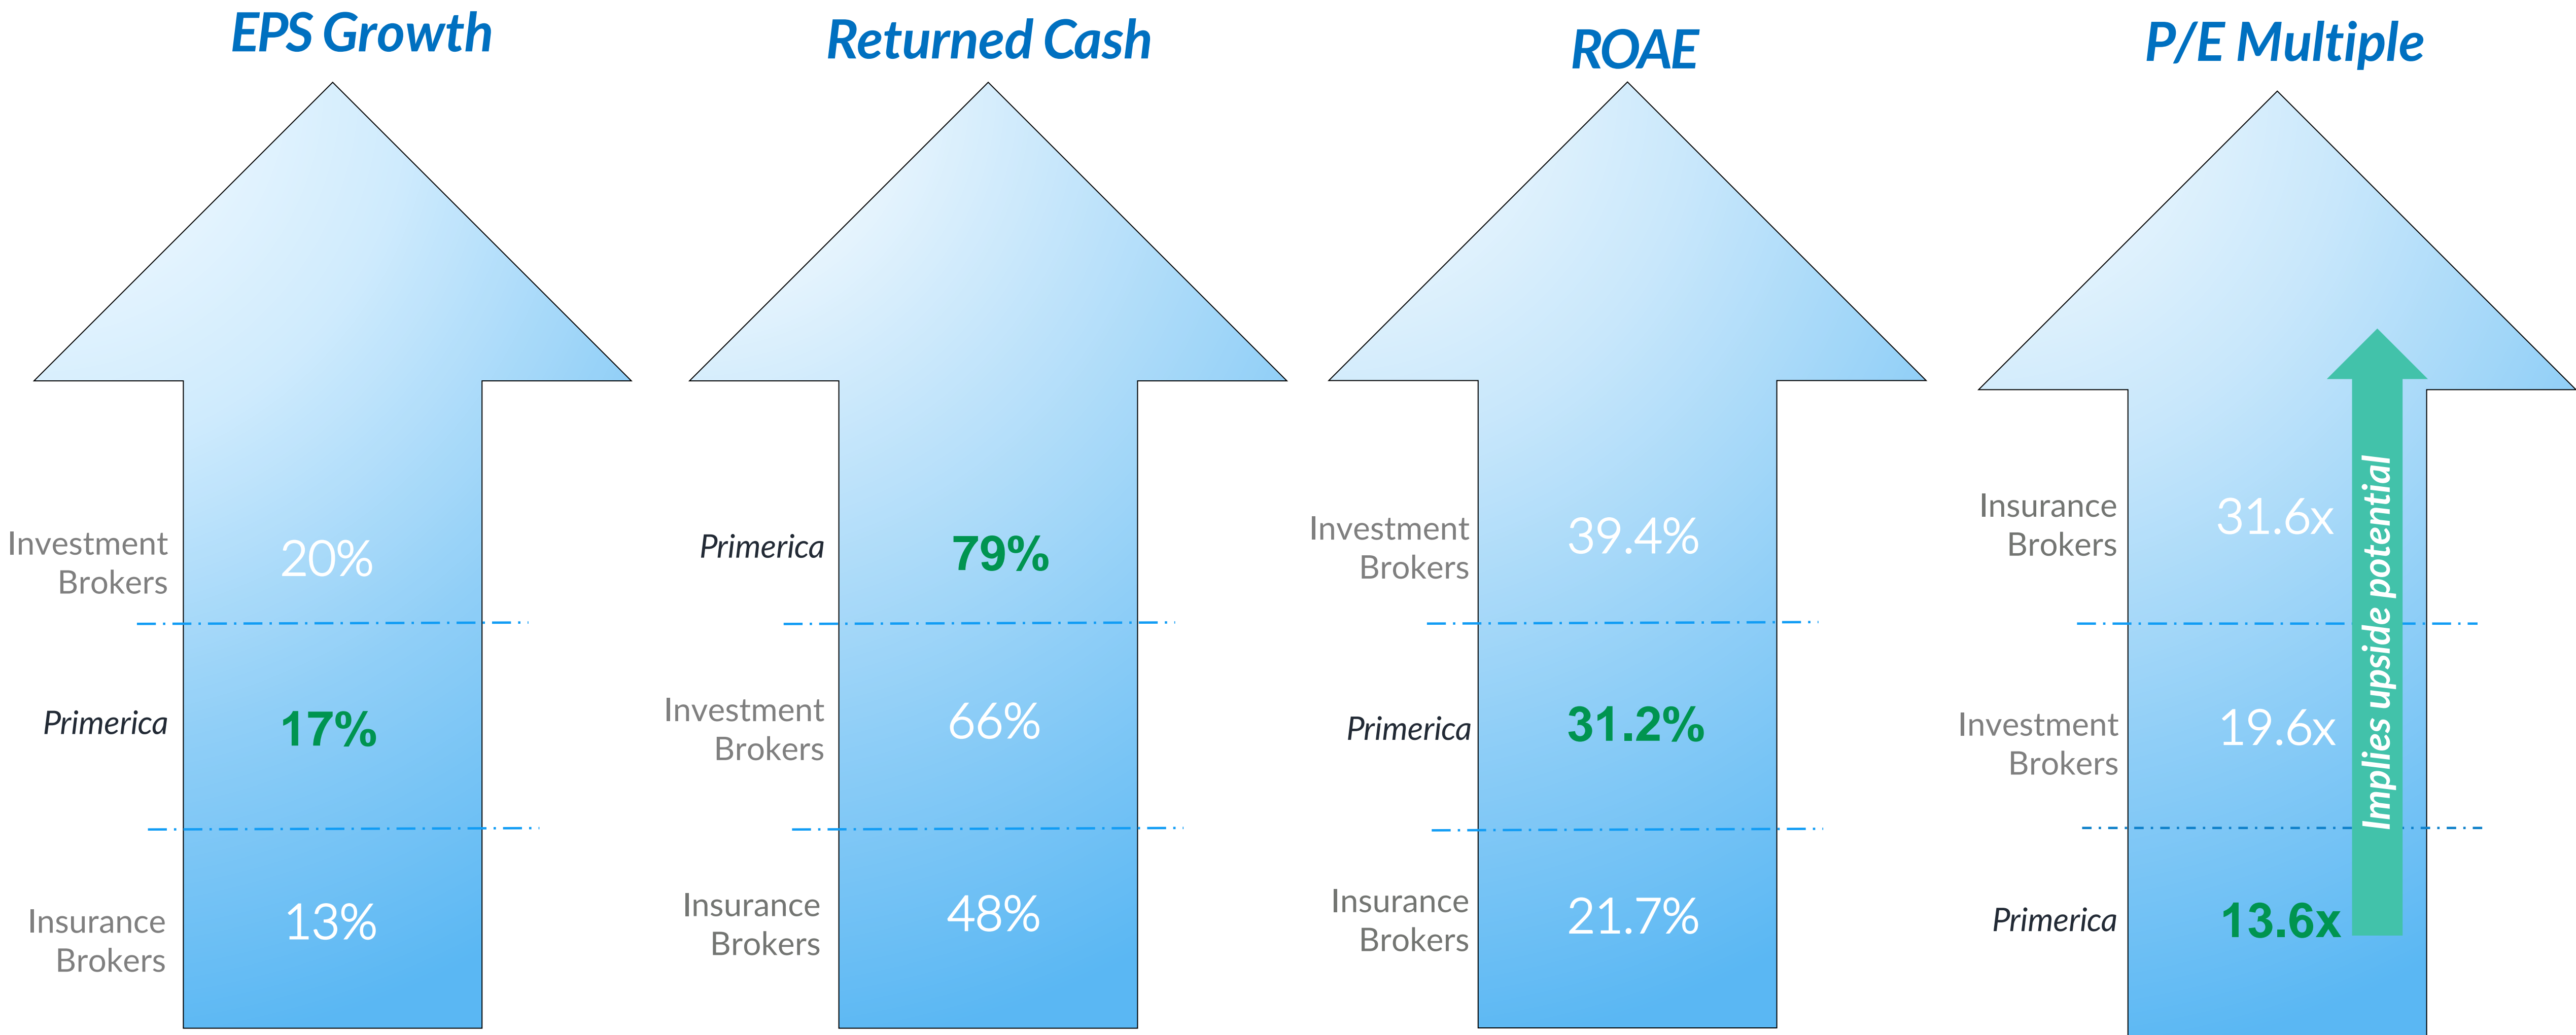 EPS Growth
Investment
Brokers
20%
Primerica
17%
Insurance
Brokers
13%
Returned Cash
Primerica
79%
Investment
Brokers
66%
Insurance
Brokers
48%
ROAE
Investment
Brokers
39.4%
Primerica
31.2%
Insurance
Brokers
21.7%
P/E Multiple
Insurance
Brokers
31.6x
Investment
Brokers
19.6x
Primerica
13.6x
Implies upside potential